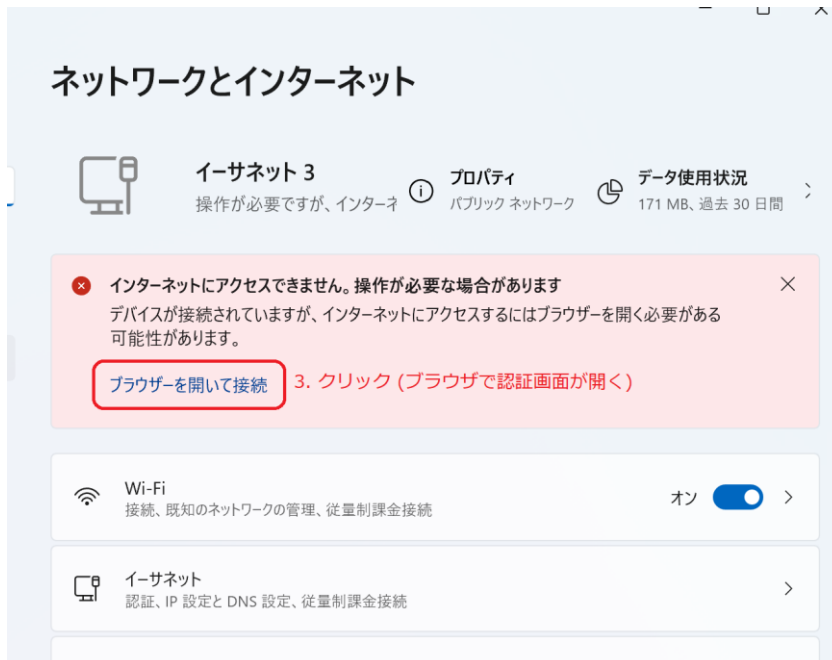 ネットワークとインターネット
イーサネット 3
操作が必要ですが、インターネ
プロパティ
パブリック ネットワーク
データ使用状況
171 MB、過去 30 日間
インターネットにアクセスできません。操作が必要な場合があります
デバイスが接続されていますが、インターネットにアクセスするにはブラウザーを開く必要がある
可能性があります。
ブラウザーを開いて接続
3. クリック (ブラウザで認証画面が開く)
Wi-Fi
接続、既知のネットワークの管理、従量制課金接続
オン
イーサネット
認証、IP 設定と DNS 設定、従量制課金接続